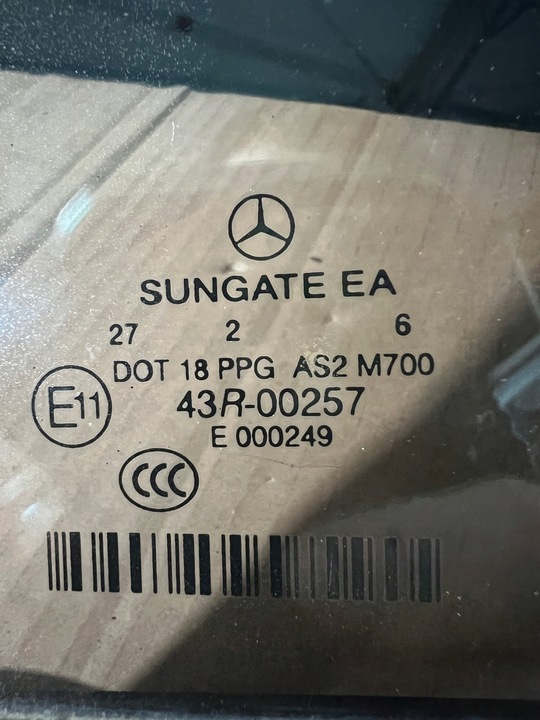 SUNGATE EA
27 2 6
DOT 18 PPG AS2 M700
E11 43R-00257
E 000249
CCC